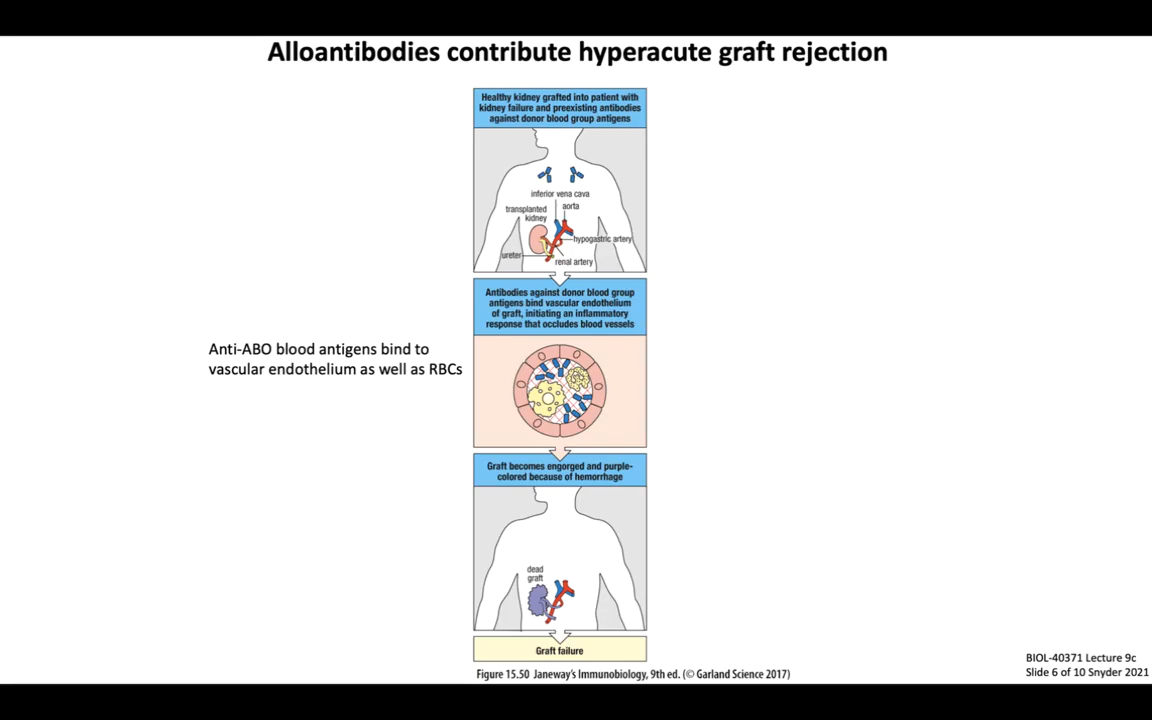 Alloantibodies contribute hyperacute graft rejection
Healthy kidney grafted into patient with
kidney failure and preexisting antibodies
against donor blood group antigens
inferior vena cava
aorta
transplanted
kidney
hypogastric artery
ureter
renal artery
Antibodies against donor blood group
antigens bind vascular endothelium
of graft, initiating an inflammatory
response that occludes blood vessels
Anti-ABO blood antigens bind to
vascular endothelium as well as RBCs
Graft becomes engorged and purple-
colored because of hemorrhage
dead
graft
Graft failure
Figure 15.50 Janeway's Immunobiology, 9th ed. (© Garland Science 2017)
BIOL-40371 Lecture 9c
Slide 6 of 10 Snyder 2021